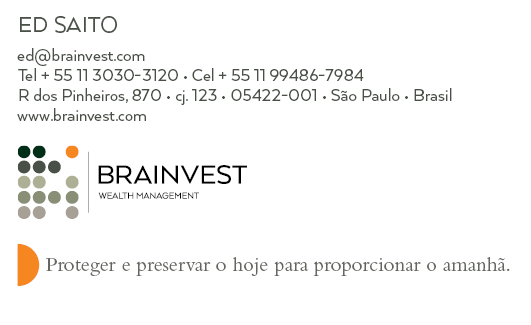 ED SAITO
ed@brainvest.com
Tel + 55 11 3030-3120 • Cel + 55 11 99486-7984
R dos Pinheiros, 870 • cj. 123 • 05422-001 • São Paulo • Brasil
www.brainvest.com
BRAINVEST
WEALTH MANAGEMENT
Proteger e preservar o hoje para proporcionar o amanhã.